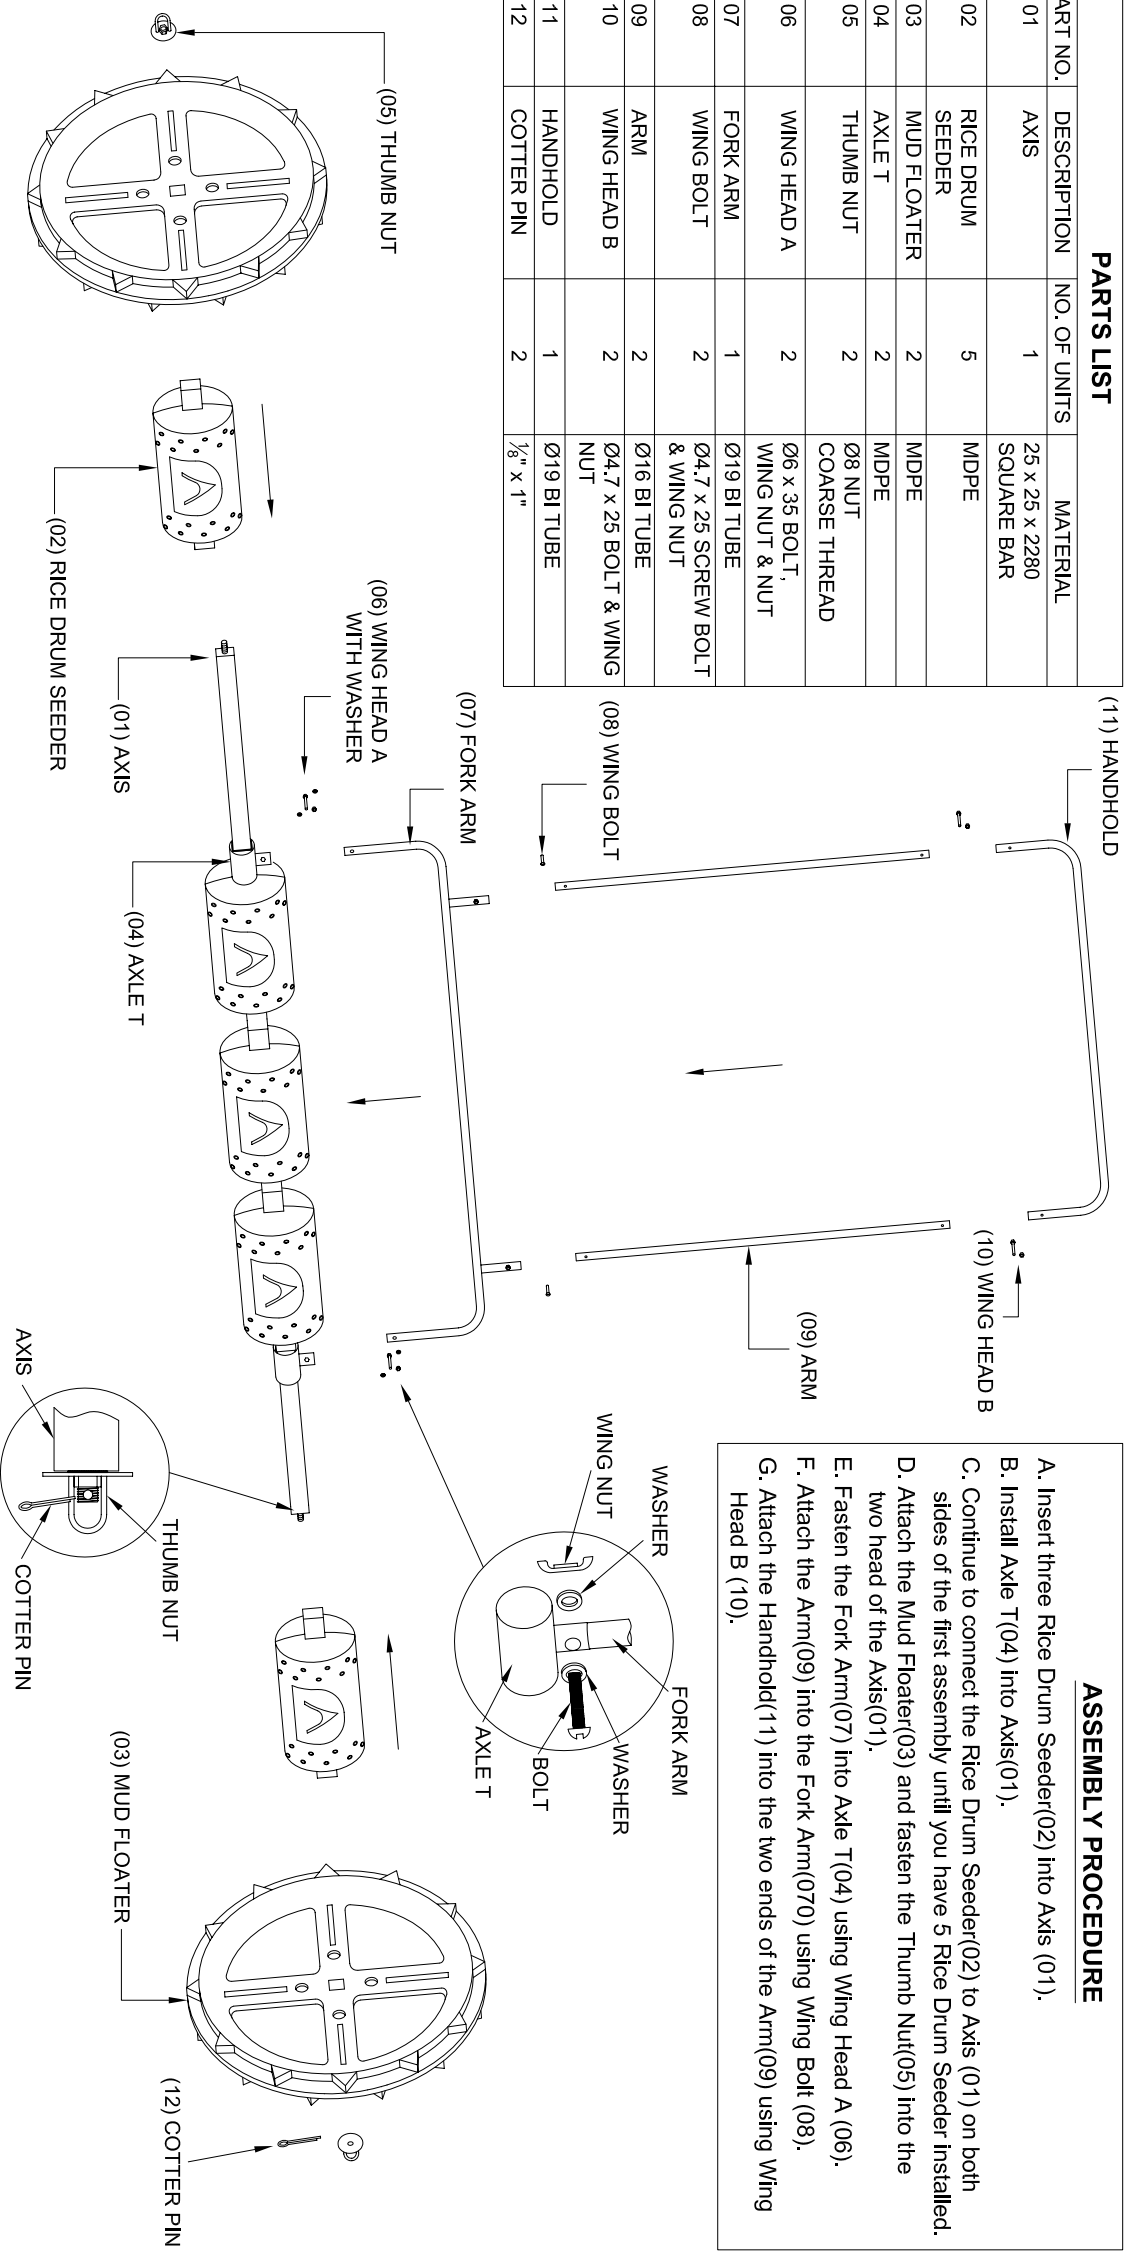 PARTS LIST
ART NO. DESCRIPTION NO. OF UNITS MATERIAL
01 AXIS 1 25 x 25 x 2280
SQUARE BAR
02 RICE DRUM 5 MDPE
SEEDER
03 MUD FLOATER 2 MDPE
04 AXLE T 2 MDPE
05 THUMB NUT 2 Ø8 NUT
COARSE THREAD
06 WING HEAD A 2 Ø6 x 35 BOLT,
WING NUT & NUT
07 FORK ARM 1 Ø19 BI TUBE
08 WING BOLT 2 Ø4.7 x 25 SCREW BOLT
& WING NUT
09 ARM 2 Ø16 BI TUBE
10 WING HEAD B 2 Ø4.7 x 25 BOLT & WING
NUT
11 HANDHOLD 1 Ø19 BI TUBE
12 COTTER PIN 2 ⅛" x 1"
ASSEMBLY PROCEDURE
A. Insert three Rice Drum Seeder(02) into Axis (01).
B. Install Axle T(04) into Axis(01).
C. Continue to connect the Rice Drum Seeder(02) to Axis (01) on both
sides of the first assembly until you have 5 Rice Drum Seeder installed.
D. Attach the Mud Floater(03) and fasten the Thumb Nut(05) into the
two head of the Axis(01).
E. Fasten the Fork Arm(07) into Axle T(04) using Wing Head A (06).
F. Attach the Arm(09) into the Fork Arm(070) using Wing Bolt (08).
G. Attach the Handhold(11) into the two ends of the Arm(09) using Wing
Head B (10).
(11) HANDHOLD
(10) WING HEAD B
(09) ARM
(08) WING BOLT
(07) FORK ARM
(06) WING HEAD A
WITH WASHER
(05) THUMB NUT
(02) RICE DRUM SEEDER
(01) AXIS
(04) AXLE T
WING NUT
WASHER
FORK ARM
WASHER
BOLT
AXLE T
AXIS
THUMB NUT
COTTER PIN
(03) MUD FLOATER
(12) COTTER PIN